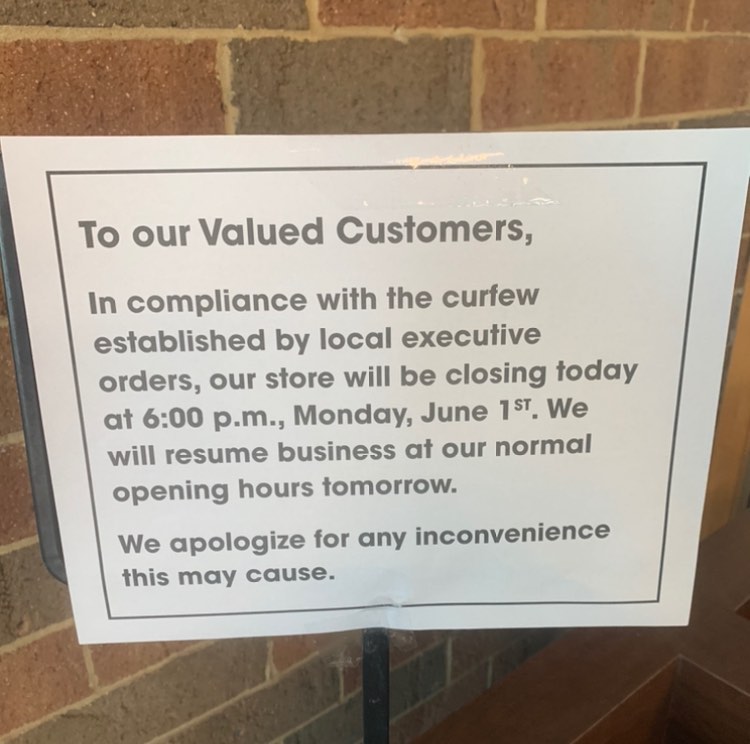 To our Valued Customers,
In compliance with the curfew
established by local executive
orders, our store will be closing today
at 6:00 p.m., Monday, June 1ST. We
will resume business at our normal
opening hours tomorrow.
We apologize for any inconvenience
this may cause.